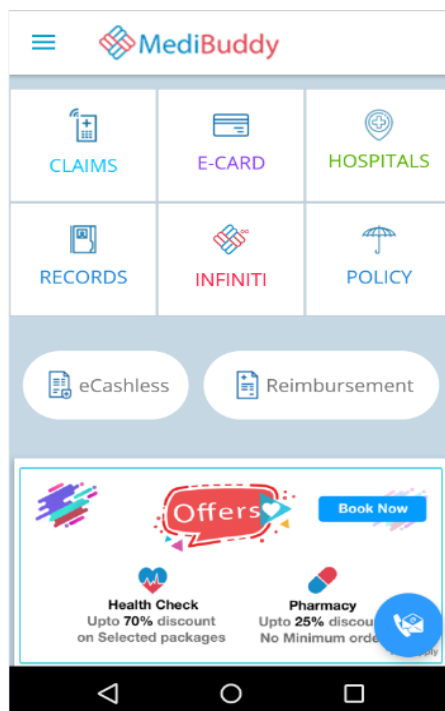 MediBuddy
CLAIMS
E-CARD
HOSPITALS
RECORDS
INFINITI
POLICY
eCashless
Reimbursement
Offers
Book Now
Health Check
Upto 70% discount
on Selected packages
Pharmacy
Upto 25% discou
No Minimum orde